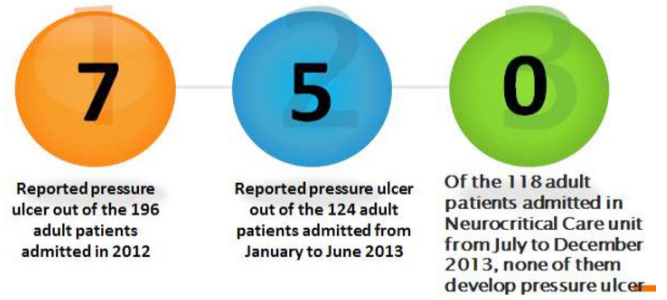 7
Reported pressure
ulcer out of the 196
adult patients
admitted in 2012
5
Reported pressure ulcer
out of the 124 adult
patients admitted from
January to June 2013
0
Of the 118 adult
patients admitted in
Neurocritical Care unit
from July to December
2013, none of them
develop pressure ulcer